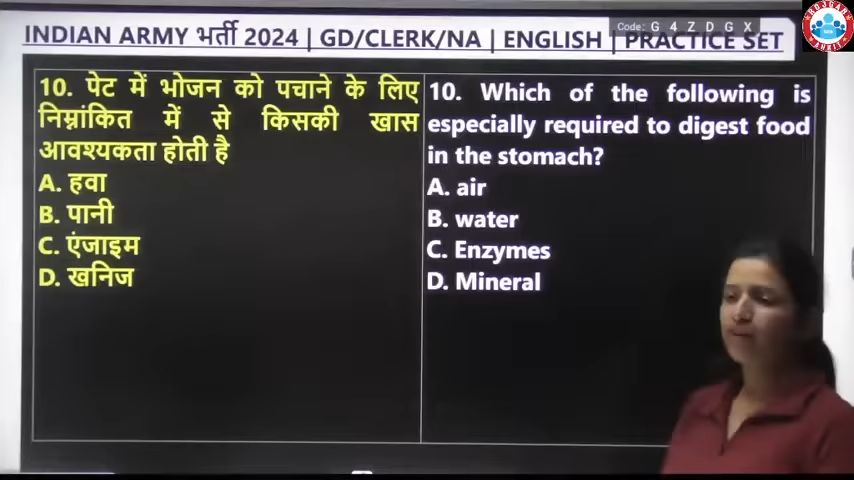 INDIAN ARMY भर्ती 2024 | GD/CLERK/NA | ENGLISH | PRACTICE SET
Code: G 4 Z D G X
ROJGAR
ANKIT
10. पेट में भोजन को पचाने के लिए
निम्नांकित में से किसकी खास
आवश्यकता होती है
A. हवा
B. पानी
C. एंजाइम
D. खनिज
10. Which of the following is
especially required to digest food
in the stomach?
A. air
B. water
C. Enzymes
D. Mineral